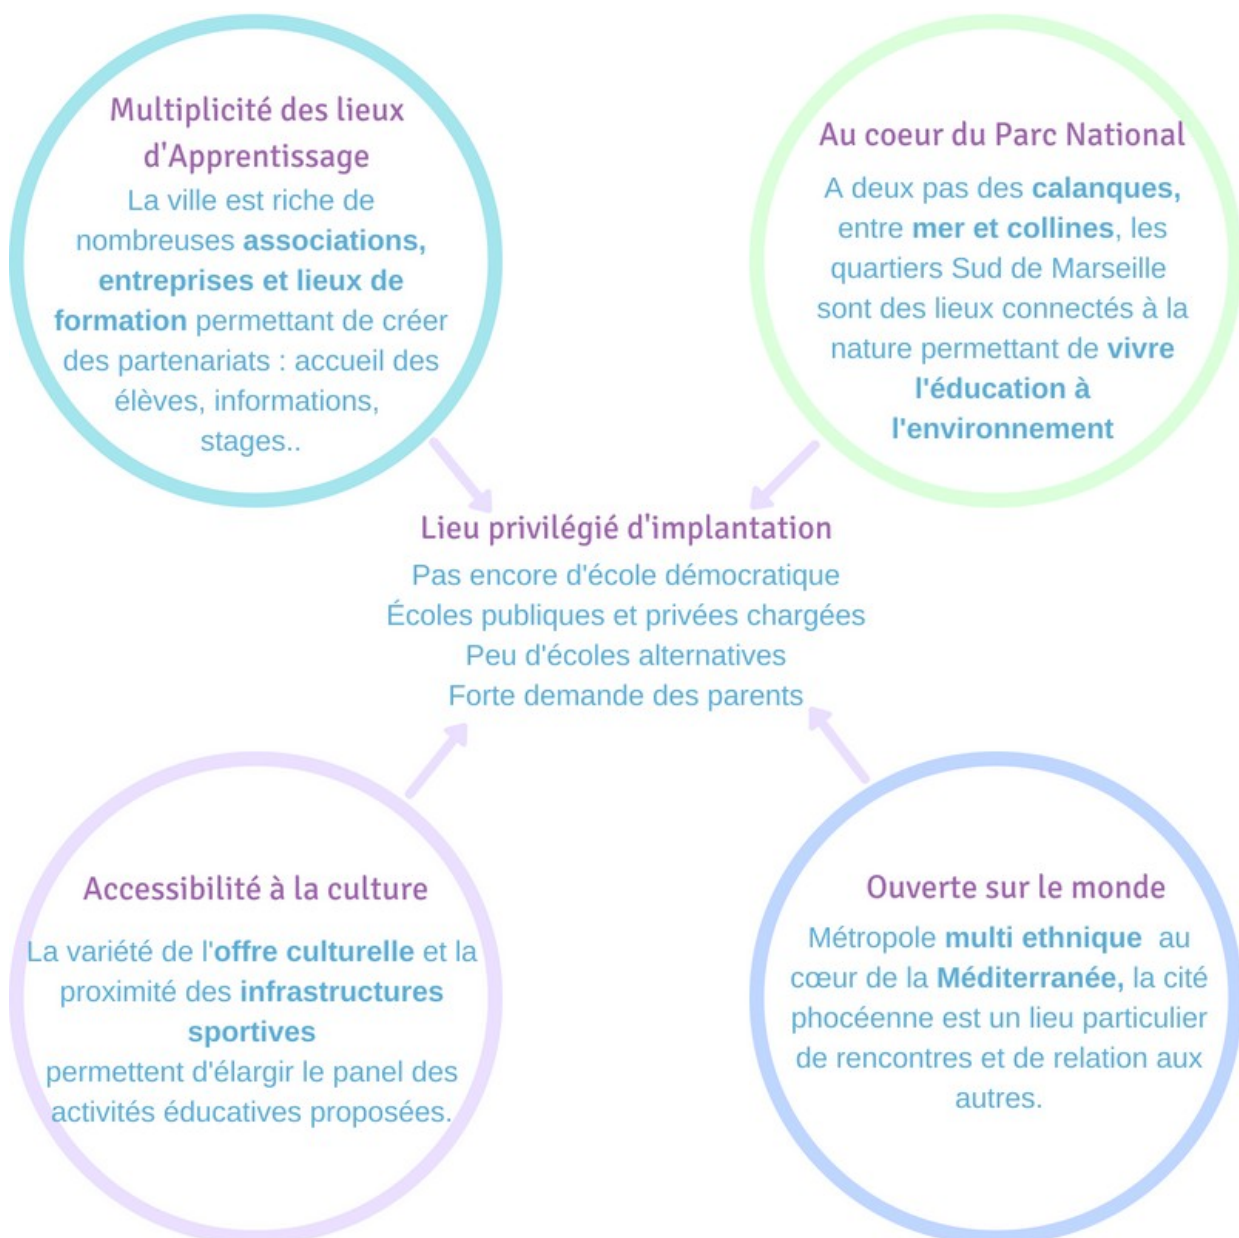 Multiplicité des lieux
d'Apprentissage
La ville est riche de
nombreuses associations,
entreprises et lieux de
formation permettant de créer
des partenariats : accueil des
élèves, informations,
stages..
Au coeur du Parc National
A deux pas des calanques,
entre mer et collines, les
quartiers Sud de Marseille
sont des lieux connectés à la
nature permettant de vivre
l'éducation à
l'environnement
Lieu privilégié d'implantation
Pas encore d'école démocratique
Écoles publiques et privées chargées
Peu d'écoles alternatives
Forte demande des parents
Accessibilité à la culture
La variété de l'offre culturelle et la
proximité des infrastructures
sportives
permettent d'élargir le panel des
activités éducatives proposées.
Ouverte sur le monde
Métropole multi ethnique au
cœur de la Méditerranée, la cité
phocéenne est un lieu particulier
de rencontres et de relation aux
autres.